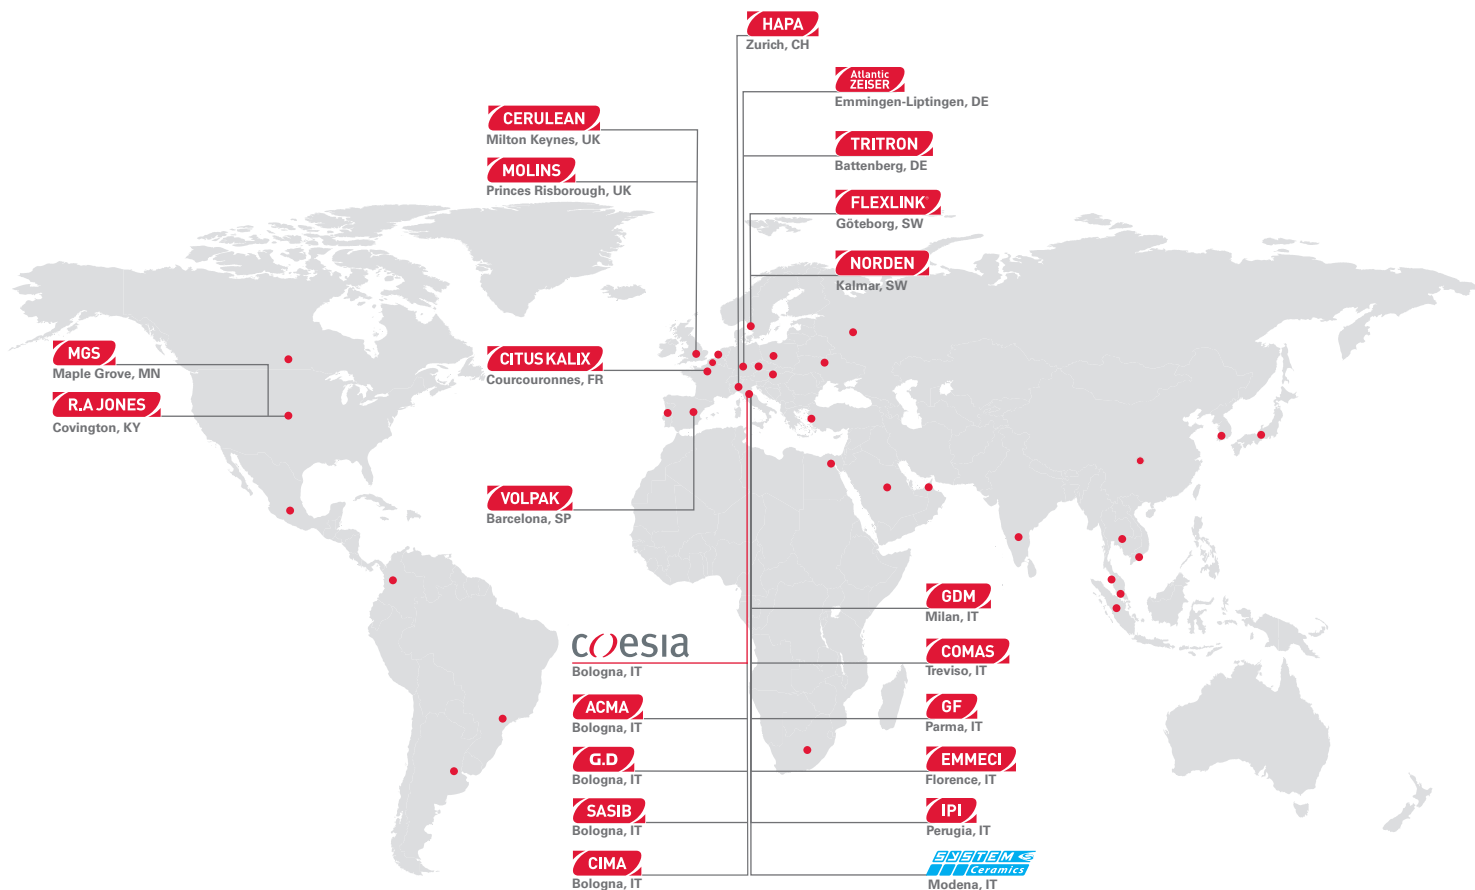 HAPA
Zurich, CH
Atlantic
ZEISER
Emmingen-Liptingen, DE
CERULEAN
Milton Keynes, UK
TRITRON
Battenberg, DE
MOLINS
Princes Risborough, UK
FLEXLINK®
Göteborg, SW
NORDEN
Kalmar, SW
MGS
Maple Grove, MN
CITUS KALIX
Courcouronnes, FR
R.A JONES
Covington, KY
VOLPAK
Barcelona, SP
GDM
Milan, IT
coesia
Bologna, IT
COMAS
Treviso, IT
ACMA
Bologna, IT
GF
Parma, IT
G.D
Bologna, IT
EMMECI
Florence, IT
SASIB
Bologna, IT
IPI
Perugia, IT
CIMA
Bologna, IT
SYSTEM
Ceramics
Modena, IT